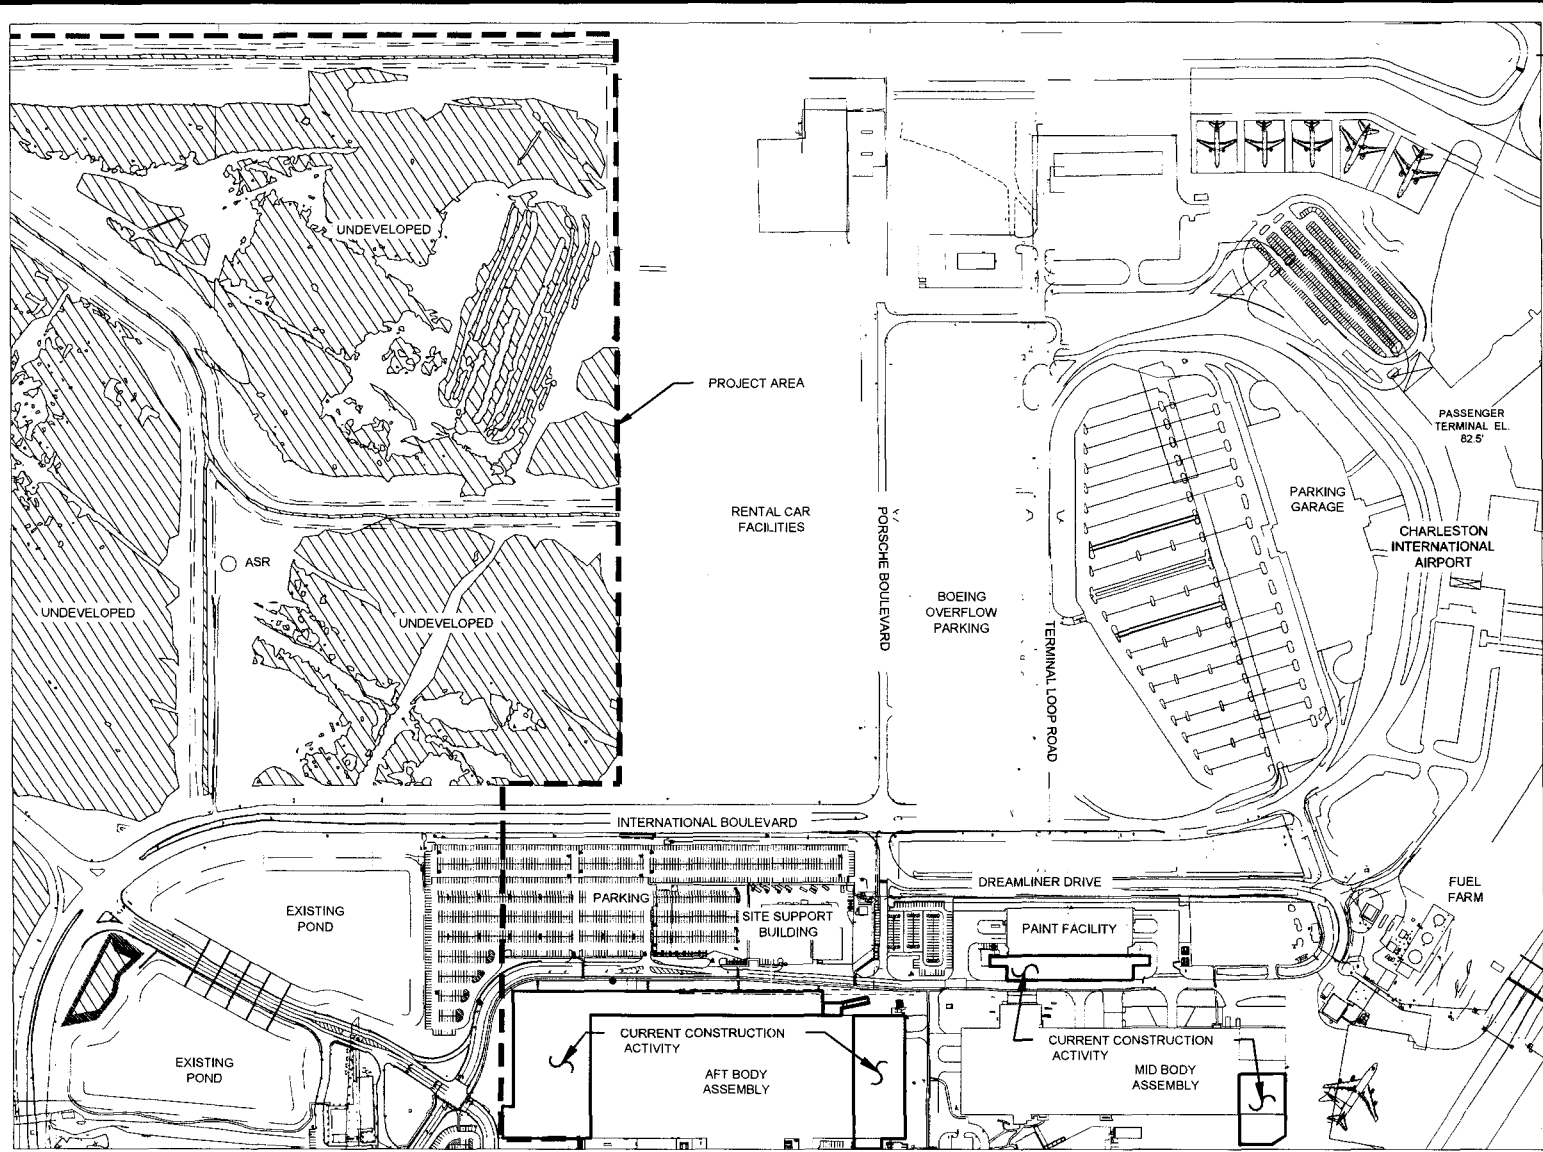 UNDEVELOPED
PROJECT AREA
PASSENGER
TERMINAL EL.
82.5'
RENTAL CAR
FACILITIES
PORSCHE BOULEVARD
PARKING
GARAGE
CHARLESTON
INTERNATIONAL
AIRPORT
ASR
UNDEVELOPED
UNDEVELOPED
BOEING
OVERFLOW
PARKING
TERMINAL LOOP ROAD
INTERNATIONAL BOULEVARD
DREAMLINER DRIVE
FUEL
FARM
EXISTING
POND
PARKING
SITE SUPPORT
BUILDING
PAINT FACILITY
CURRENT CONSTRUCTION
ACTIVITY
CURRENT CONSTRUCTION
ACTIVITY
EXISTING
POND
AFT BODY
ASSEMBLY
MID BODY
ASSEMBLY